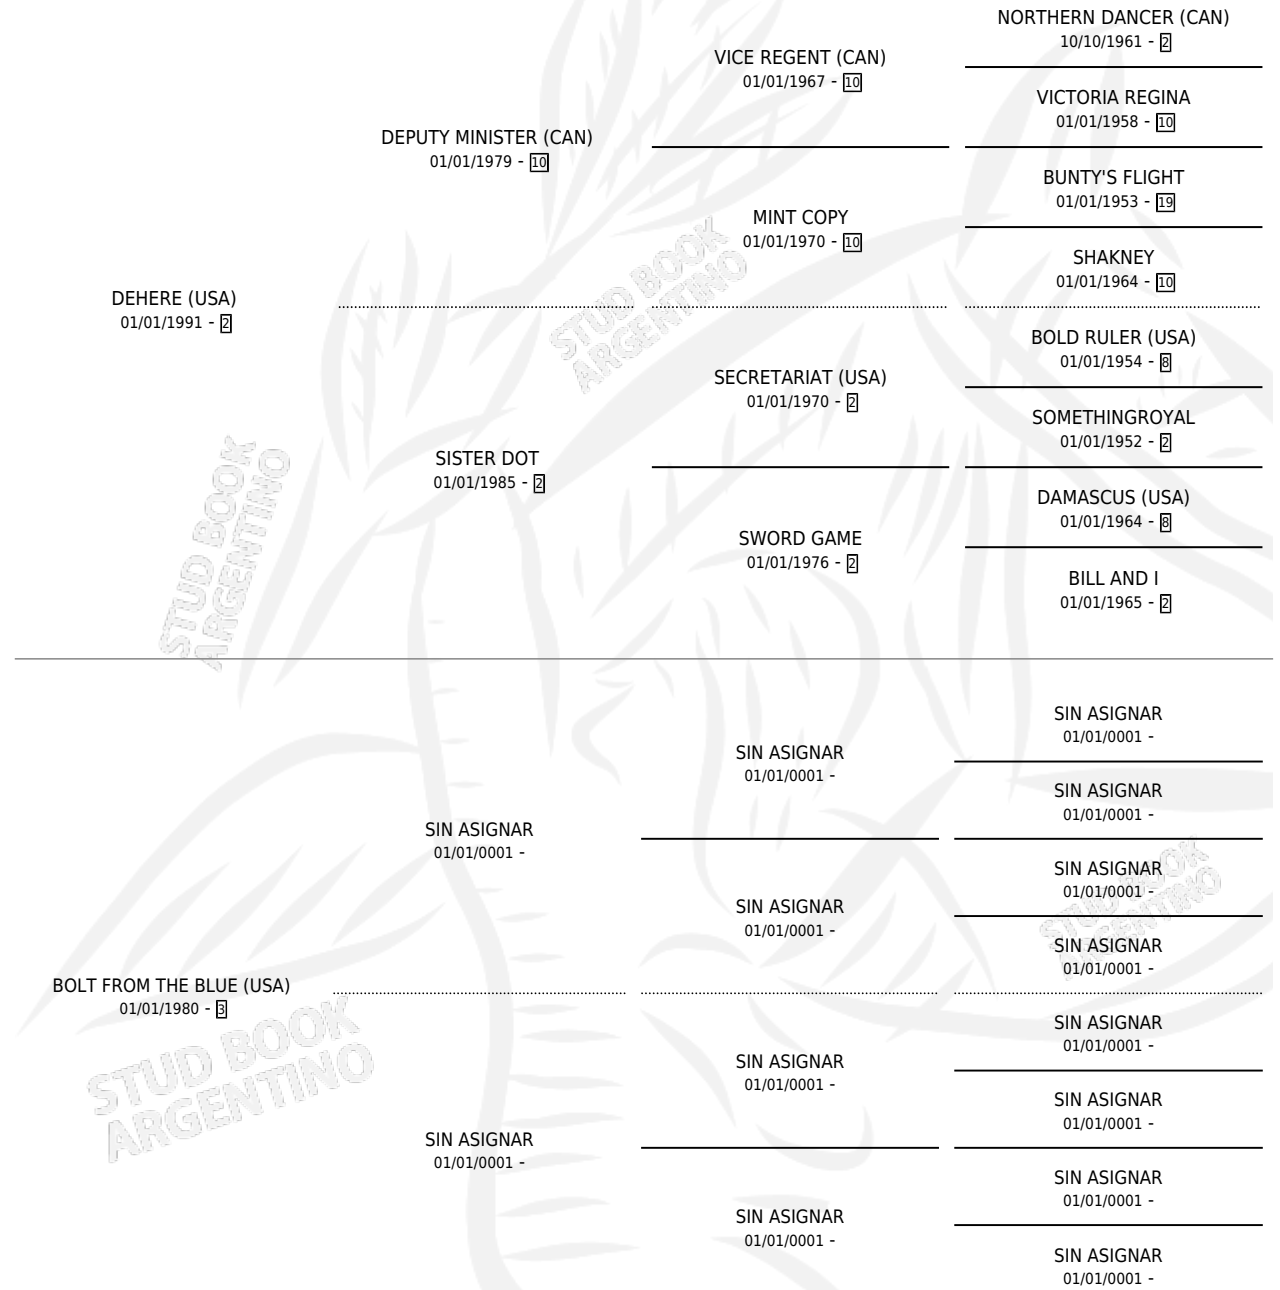 NORTHERN DANCER (CAN)
10/10/1961 - 2
VICE REGENT (CAN)
01/01/1967 - 10
VICTORIA REGINA
01/01/1958 - 10
DEPUTY MINISTER (CAN)
01/01/1979 - 10
BUNTY'S FLIGHT
01/01/1953 - 19
MINT COPY
01/01/1970 - 10
SHAKNEY
01/01/1964 - 10
DEHERE (USA)
01/01/1991 - 2
BOLD RULER (USA)
01/01/1954 - 8
SECRETARIAT (USA)
01/01/1970 - 2
SOMETHINGROYAL
01/01/1952 - 2
SISTER DOT
01/01/1985 - 2
DAMASCUS (USA)
01/01/1964 - 8
SWORD GAME
01/01/1976 - 2
BILL AND I
01/01/1965 - 2
STUD BOOK
ARGENTINO
STUD BOOK
ARGENTINO
SIN ASIGNAR
01/01/0001 -
SIN ASIGNAR
01/01/0001 -
SIN ASIGNAR
01/01/0001 -
SIN ASIGNAR
01/01/0001 -
SIN ASIGNAR
01/01/0001 -
SIN ASIGNAR
01/01/0001 -
SIN ASIGNAR
01/01/0001 -
STUD BOOK
ARGENTINO
BOLT FROM THE BLUE (USA)
01/01/1980 - 3
SIN ASIGNAR
01/01/0001 -
SIN ASIGNAR
01/01/0001 -
SIN ASIGNAR
01/01/0001 -
SIN ASIGNAR
01/01/0001 -
SIN ASIGNAR
01/01/0001 -
SIN ASIGNAR
01/01/0001 -
SIN ASIGNAR
01/01/0001 -
STUD BOOK
ARGENTINO